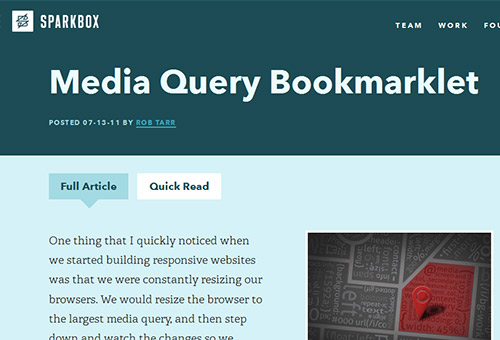 SPARKBOX
TEAM WORK
Media Query Bookmarklet
POSTED 07-13-11 BY ROB TARR
Full Article Quick Read
One thing that I quickly noticed when
we started building responsive websites
was that we were constantly resizing our
browsers. We would resize the browser to
the largest media query, and then step
down and watch the changes so we